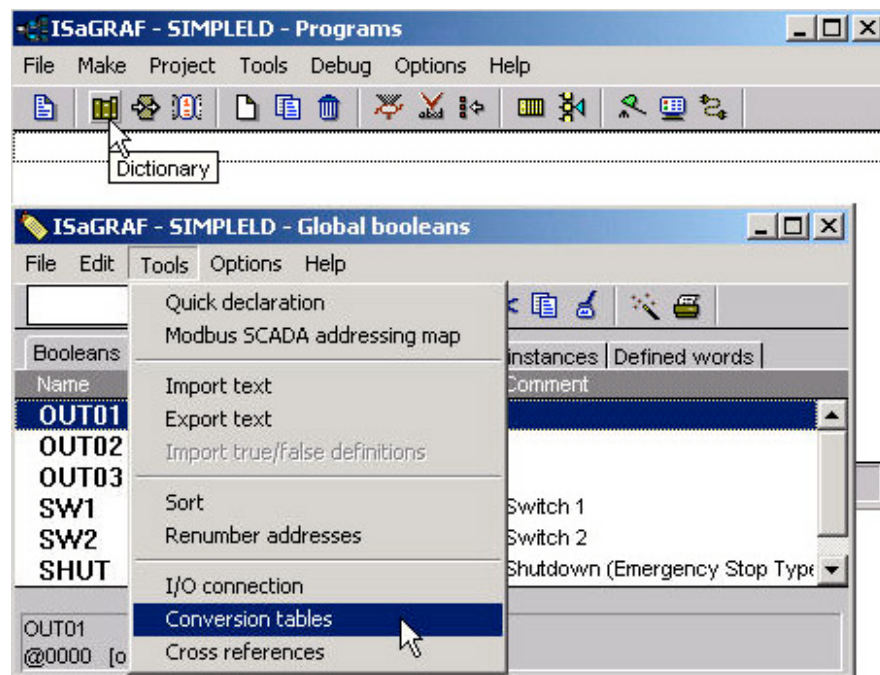 ISaGRAF - SIMPLELD - Programs
File Make Project Tools Debug Options Help
Dictionary
ISaGRAF - SIMPLELD - Global booleans
File Edit Tools Options Help
Quick declaration
Modbus SCADA addressing map
Booleans instances Defined words
Name Comment
Import text
OUT01
Export text
OUT02
Import true/false definitions
OUT03
Sort
SW1 Switch 1
Renumber addresses
SW2 Switch 2
SHUT Shutdown (Emergency Stop Type
I/O connection
Conversion tables
OUT01
Cross references
@0000 [o